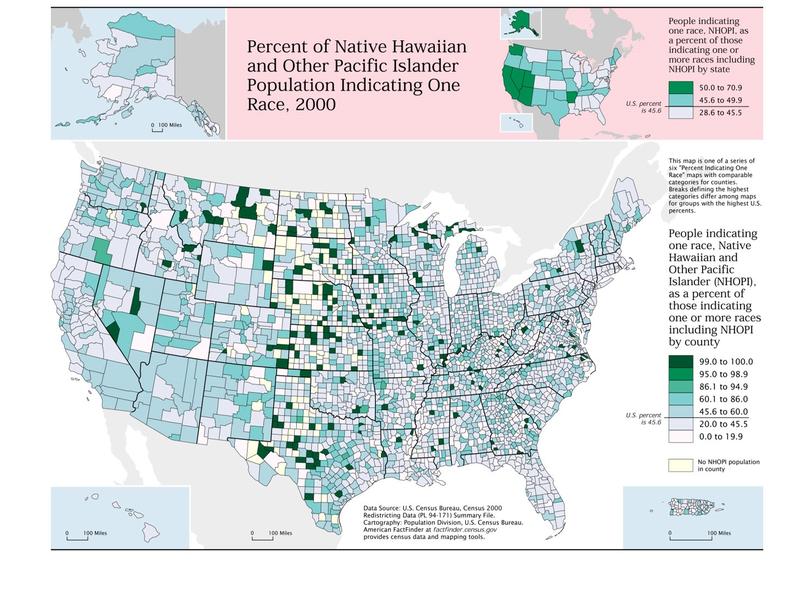 Percent of Native Hawaiian
and Other Pacific Islander
Population Indicating One
Race, 2000
0 100 Miles
People indicating
one race, NHOPI, as
a percent of those
indicating one or
more races including
NHOPI by state
50.0 to 70.9
45.6 to 49.9
U.S. percent
is 45.6
28.6 to 45.5
This map is one of a series of
six "Percent Indicating One
Race" maps with comparable
categories for counties.
Breaks defining the highest
categories differ among maps
for groups with the highest U.S.
percents.
People indicating
one race, Native
Hawaiian and
Other Pacific
Islander (NHOPI),
as a percent of
those indicating
one or more races
including NHOPI
by county
99.0 to 100.0
95.0 to 98.9
86.1 to 94.9
60.1 to 86.0
45.6 to 60.0
U.S. percent
is 45.6
20.0 to 45.5
0.0 to 19.9
No NHOPI population
in county
Data Source: U.S. Census Bureau, Census 2000
Redistricting Data (PL 94-171) Summary File.
Cartography: Population Division, U.S. Census Bureau.
American FactFinder at factfinder.census.gov
provides census data and mapping tools.
0 100 Miles
0 100 Miles
0 100 Miles